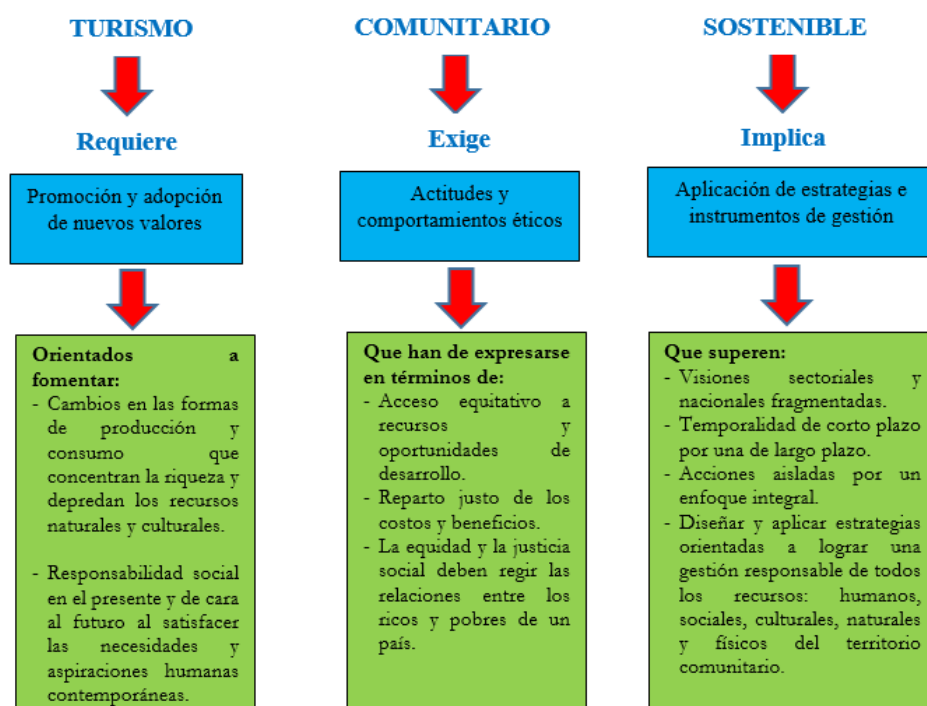 TURISMO
Requiere
Promoción y adopción
de nuevos valores
Orientados a
fomentar:
- Cambios en las formas
de producción y
consumo que
concentran la riqueza y
depredan los recursos
naturales y culturales.
- Responsabilidad social
en el presente y de cara
al futuro al satisfacer
las necesidades y
aspiraciones humanas
contemporáneas.
COMUNITARIO
Exige
Actitudes y
comportamientos éticos
Que han de expresarse
en términos de:
- Acceso equitativo a
recursos y
oportunidades de
desarrollo.
- Reparto justo de los
costos y beneficios.
- La equidad y la justicia
social deben regir las
relaciones entre los
ricos y pobres de un
país.
SOSTENIBLE
Implica
Aplicación de estrategias e
instrumentos de gestión
Que superen:
- Visiones sectoriales y
nacionales fragmentadas.
- Temporalidad de corto plazo
por una de largo plazo.
- Acciones aisladas por un
enfoque integral.
- Diseñar y aplicar estrategias
orientadas a lograr una
gestión responsable de todos
los recursos: humanos,
sociales, culturales, naturales
y físicos del territorio
comunitario.